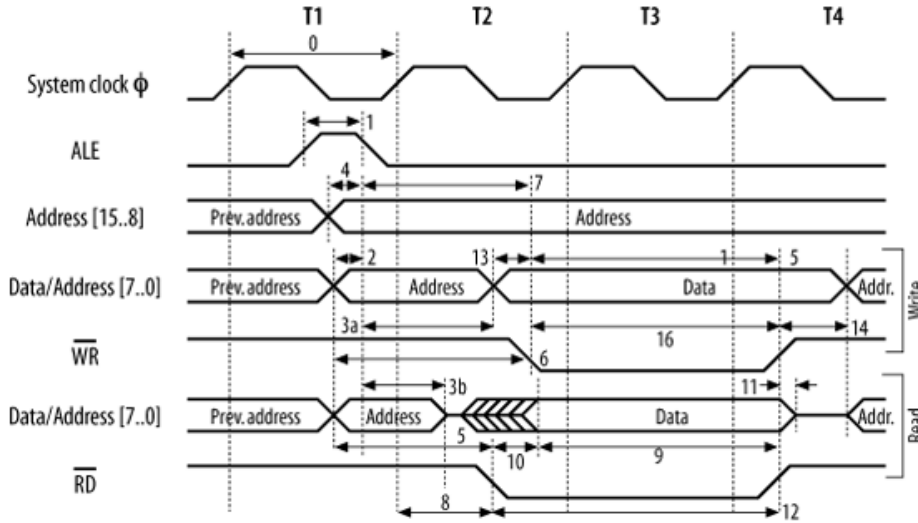 T1 T2 T3 T4
0
System clock ϕ
1
ALE
4 7
Address [15..8] Prev. address Address
2 13 1 5
Data/Address [7..0] Prev. address Address Data Addr.
Write
3a 16 14
WR 6
3b 11
Data/Address [7..0] Prev. address Address Data Addr.
Read
5 10 9
RD
8 12